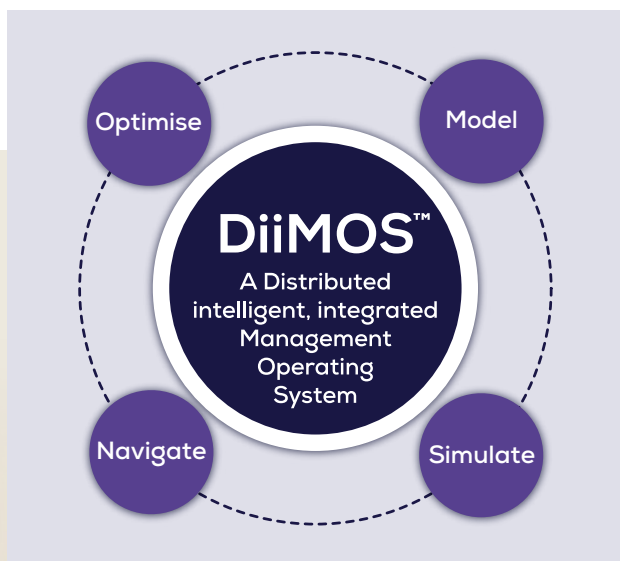 Optimise
Model
DiiMOS™
A Distributed
intelligent, integrated
Management
Operating
System
Navigate
Simulate